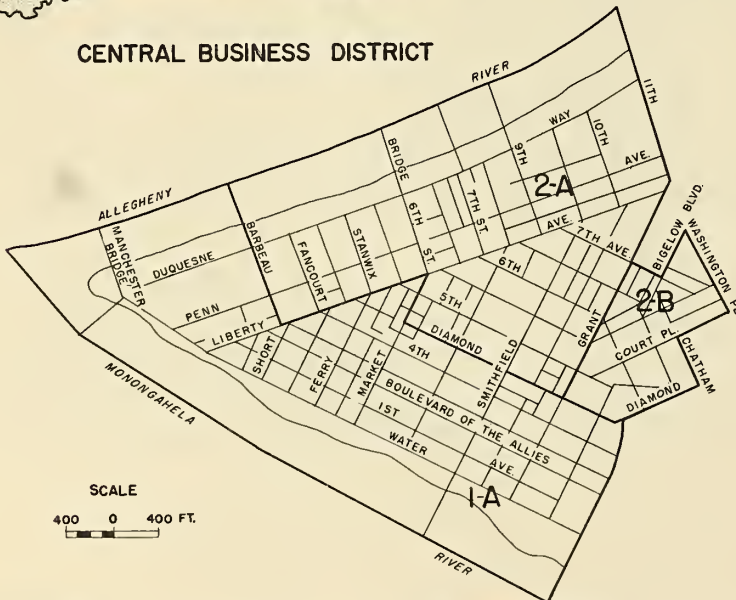 CENTRAL BUSINESS DISTRICT
RIVER
11TH
WAY
10TH
BRIDGE
9TH
AVE.
ALLEGHENY
2-A
7TH ST.
BIGELOW BLVD.
WASHINGTON
MANCHESTER
BRIDGE
BARBEAU
6TH
ST.
AVE.
7TH AVE.
DUQUESNE
FANCOURT
STANWIX
6TH
PENN
5TH
2-B
LIBERTY
DIAMOND
GRANT
COURT PL.
SHORT
FERRY
MARKET
4TH
SMITHFIELD
CHATHAM
MONONGAHELA
BOULEVARD OF THE ALLIES
DIAMOND
1ST
AVE.
WATER
1-A
SCALE
400 0 400 FT.
RIVER